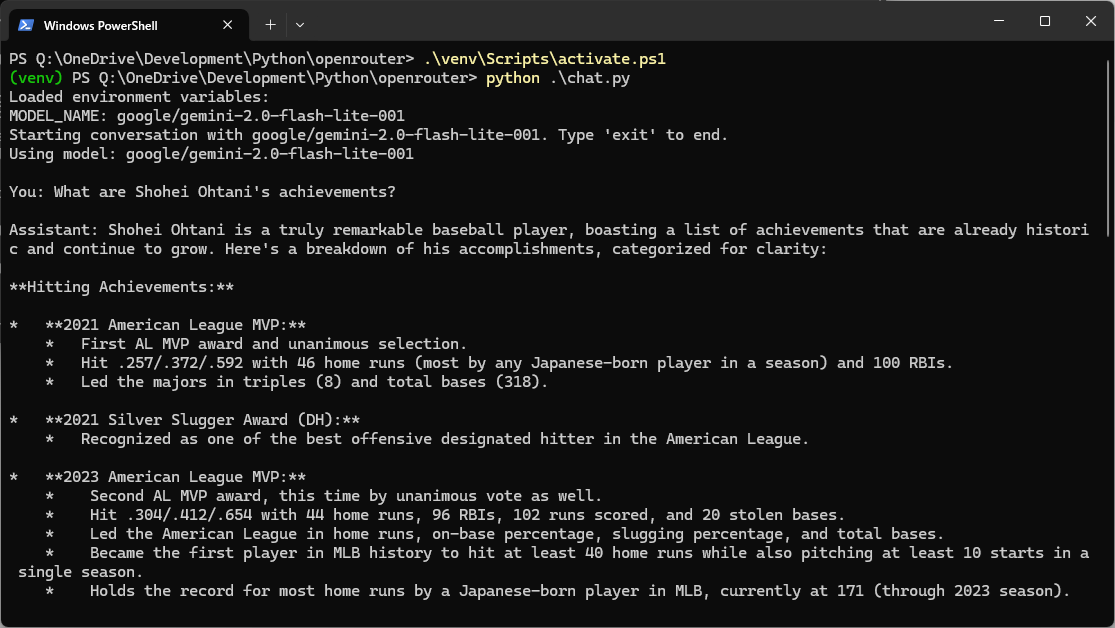 Windows PowerShell
PS Q:\OneDrive\Development\Python\openrouter> .\venv\Scripts\activate.ps1
(venv) PS Q:\OneDrive\Development\Python\openrouter> python .\chat.py
Loaded environment variables:
MODEL_NAME: google/gemini-2.0-flash-lite-001
Starting conversation with google/gemini-2.0-flash-lite-001. Type 'exit' to end.
Using model: google/gemini-2.0-flash-lite-001
You: What are Shohei Ohtani's achievements?
Assistant: Shohei Ohtani is a truly remarkable baseball player, boasting a list of achievements that are already histori
c and continue to grow. Here's a breakdown of his accomplishments, categorized for clarity:
**Hitting Achievements:**
*   **2021 American League MVP:**
    *   First AL MVP award and unanimous selection.
    *   Hit .257/.372/.592 with 46 home runs (most by any Japanese-born player in a season) and 100 RBIs.
    *   Led the majors in triples (8) and total bases (318).
*   **2021 Silver Slugger Award (DH):**
    *   Recognized as one of the best offensive designated hitter in the American League.
*   **2023 American League MVP:**
    *    Second AL MVP award, this time by unanimous vote as well.
    *    Hit .304/.412/.654 with 44 home runs, 96 RBIs, 102 runs scored, and 20 stolen bases.
    *    Led the American League in home runs, on-base percentage, slugging percentage, and total bases.
    *    Became the first player in MLB history to hit at least 40 home runs while also pitching at least 10 starts in a
 single season.
    *    Holds the record for most home runs by a Japanese-born player in MLB, currently at 171 (through 2023 season).